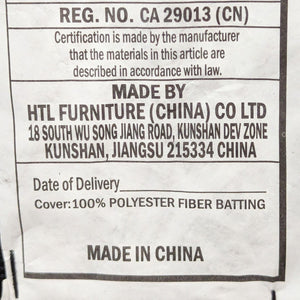 REG. NO. CA 29013 (CN)
Certification is made by the manufacturer
that the materials in this article are
described in accordance with law.
MADE BY
HTL FURNITURE (CHINA) CO LTD
18 SOUTH WU SONG JIANG ROAD, KUNSHAN DEV ZONE
KUNSHAN, JIANGSU 215334 CHINA
Date of Delivery
Cover:100% POLYESTER FIBER BATTING
MADE IN CHINA